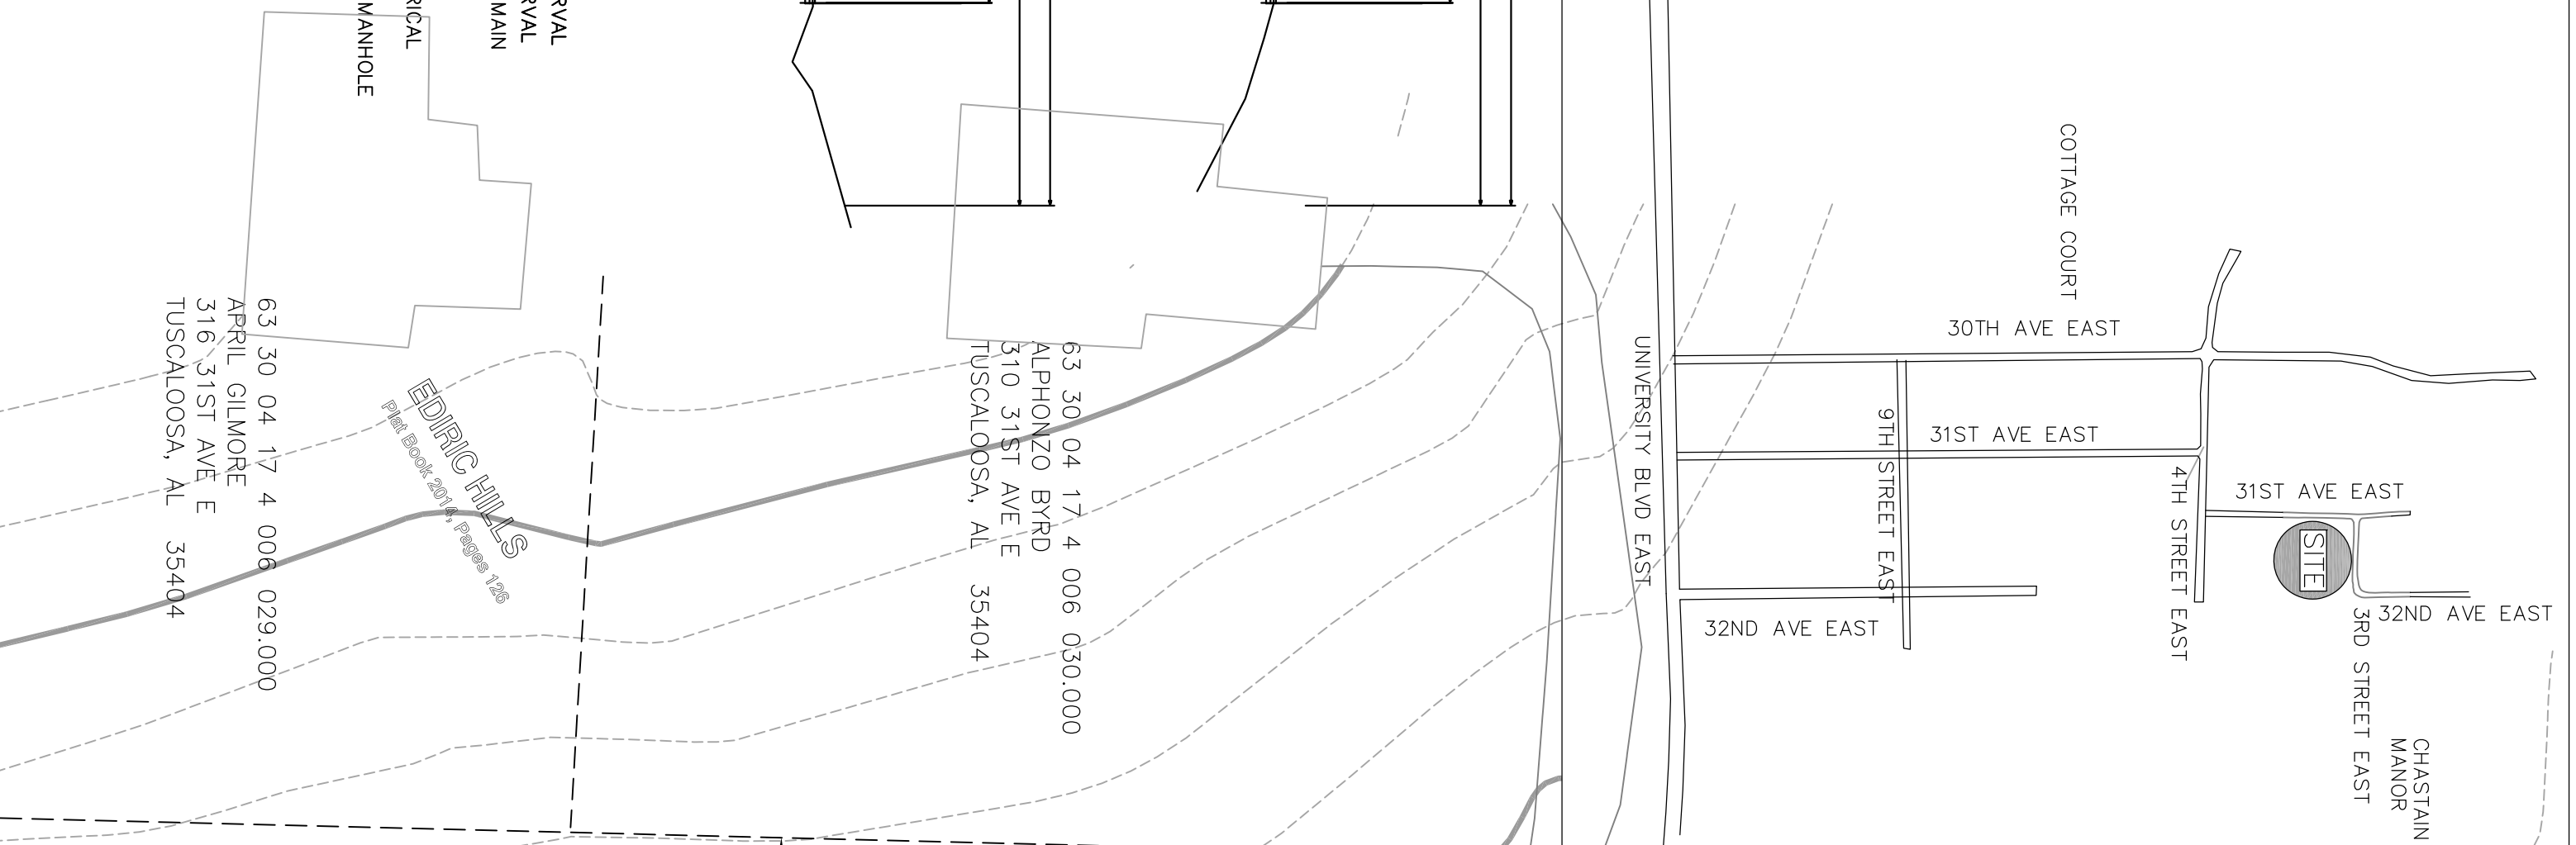 RVAL
RVAL
MAIN
RICAL
MANHOLE
63 30 04 17 4 006 029.000
APRIL GILMORE
316 31ST AVE E
TUSCALOOSA, AL 35404
EDIRIC HILLS
Plat Book 2014, Pages 126
63 30 04 17 4 006 030.000
ALPHONZO BYRD
310 31ST AVE E
TUSCALOOSA, AL 35404
COTTAGE COURT
30TH AVE EAST
UNIVERSITY BLVD EAST
9TH STREET EAST
31ST AVE EAST
4TH STREET EAST
31ST AVE EAST
SITE
32ND AVE EAST
32ND AVE EAST
3RD STREET EAST
CHASTAIN
MANOR